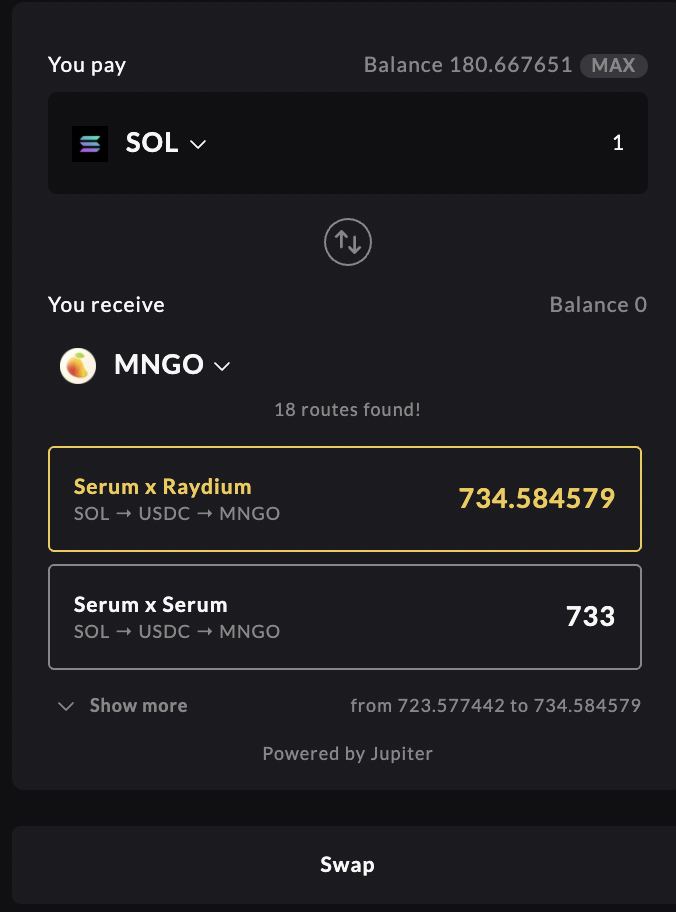 You pay
Balance 180.667651 MAX
SOL
1
You receive
Balance 0
MNGO
18 routes found!
Serum x Raydium
734.584579
SOL → USDC → MNGO
Serum x Serum
733
SOL → USDC → MNGO
Show more
from 723.577442 to 734.584579
Powered by Jupiter
Swap